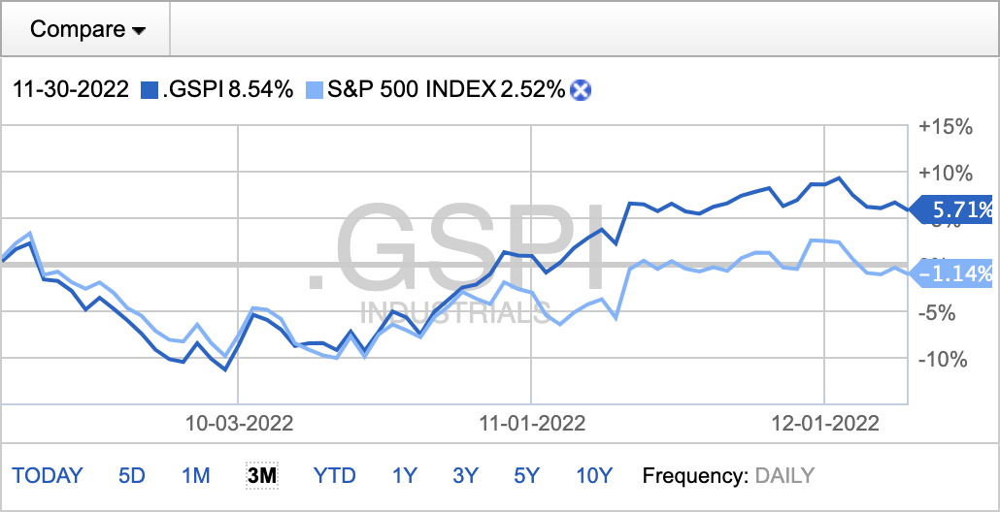 Compare
11-30-2022 .GSPI 8.54% S&P 500 INDEX 2.52%
+15%
+10%
5.71%
-1.14%
-5%
-10%
.GSPI
INDUSTRIALS
10-03-2022 11-01-2022 12-01-2022
TODAY 5D 1M 3M YTD 1Y 3Y 5Y 10Y Frequency: DAILY